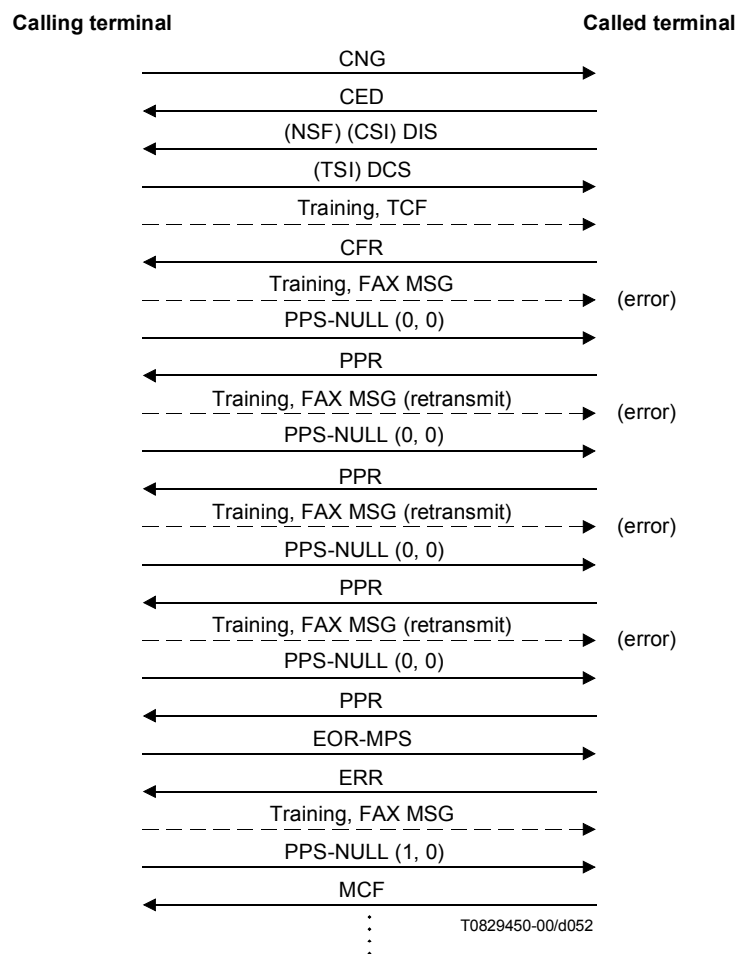 Calling terminal Called terminal
CNG
CED
(NSF) (CSI) DIS
(TSI) DCS
Training, TCF
CFR
Training, FAX MSG (error)
PPS-NULL (0, 0)
PPR
Training, FAX MSG (retransmit) (error)
PPS-NULL (0, 0)
PPR
Training, FAX MSG (retransmit) (error)
PPS-NULL (0, 0)
PPR
Training, FAX MSG (retransmit) (error)
PPS-NULL (0, 0)
PPR
EOR-MPS
ERR
Training, FAX MSG
PPS-NULL (1, 0)
MCF
T0829450-00/d052